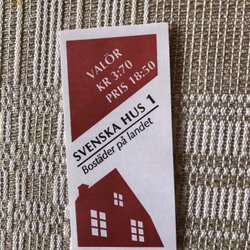 VALÖR
KR 3:70
PRIS 18:50
SVENSKA HUS 1
Bostäder på landet